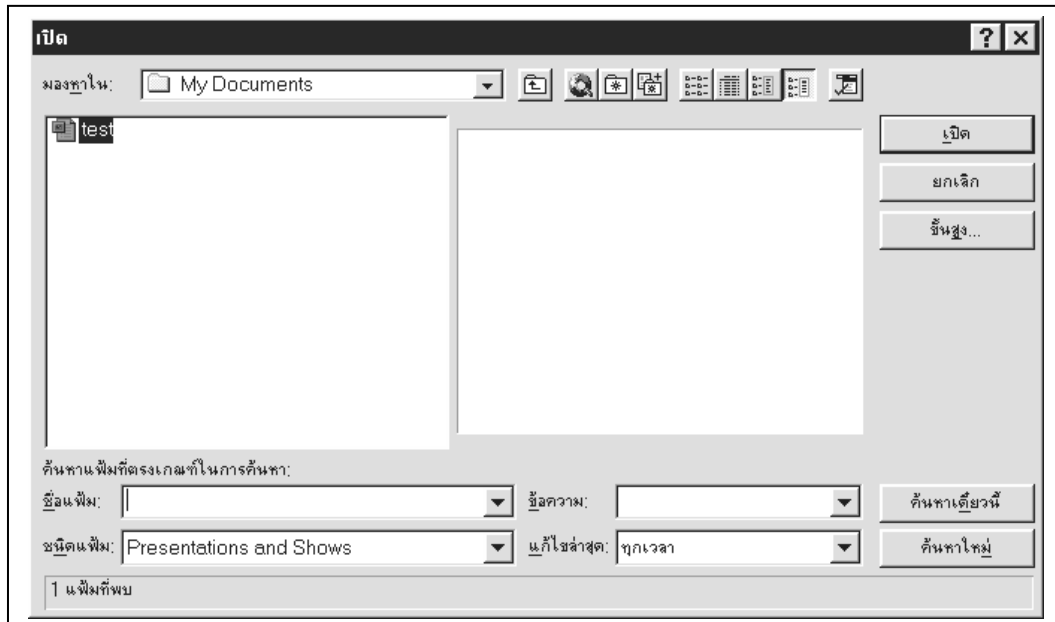 เปิด
มองหาใน: My Documents
test
เปิด
ยกเลิก
ขั้นสูง...
ค้นหาแฟ้มที่ตรงเกณฑ์ในการค้นหา:
ชื่อแฟ้ม: ข้อความ: ค้นหาเดี๋ยวนี้
ชนิดแฟ้ม: Presentations and Shows แก้ไขล่าสุด: ทุกเวลา ค้นหาใหม่
1 แฟ้มที่พบ